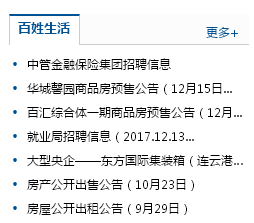 百姓生活
更多+
中管金融保险集团招聘信息
华城馨园商品房预售公告（12月15日...
百汇综合体一期商品房预售公告（12月...
就业局招聘信息（2017.12.13...
大型央企——东方国际集装箱（连云港...
房产公开出售公告（10月23日）
房屋公开出租公告（9月29日）